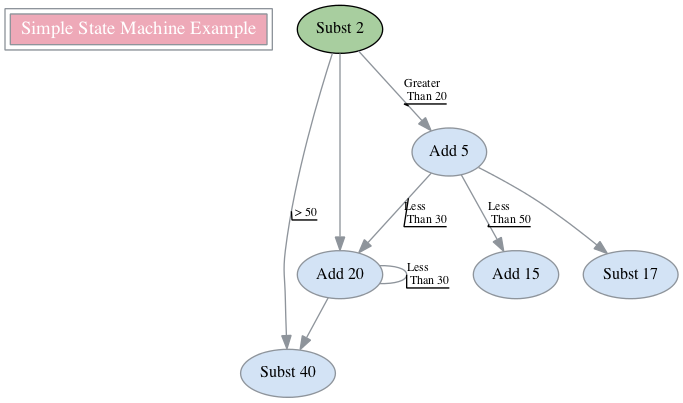 Simple State Machine Example
Subst 2
Greater
Than 20
Add 5
> 50
Less
Than 30
Less
Than 50
Add 20
Less
Than 30
Add 15
Subst 17
Subst 40